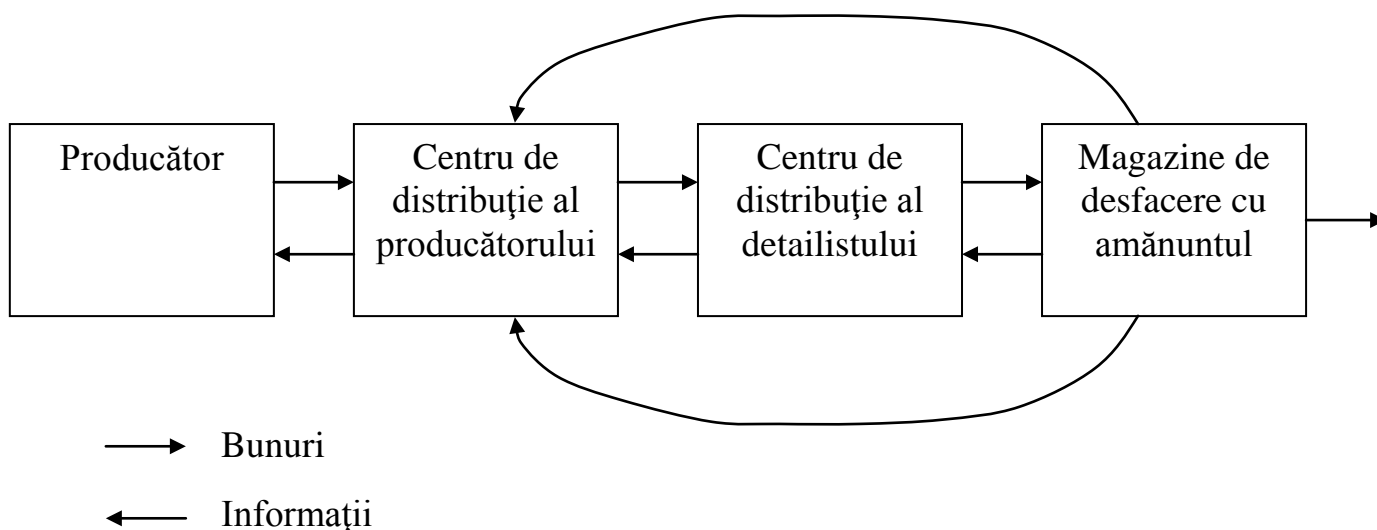 Producător
Centru de
distribuţie al
producătorului
Centru de
distribuţie al
detailistului
Magazine de
desfacere cu
amănuntul
Bunuri
Informaţii